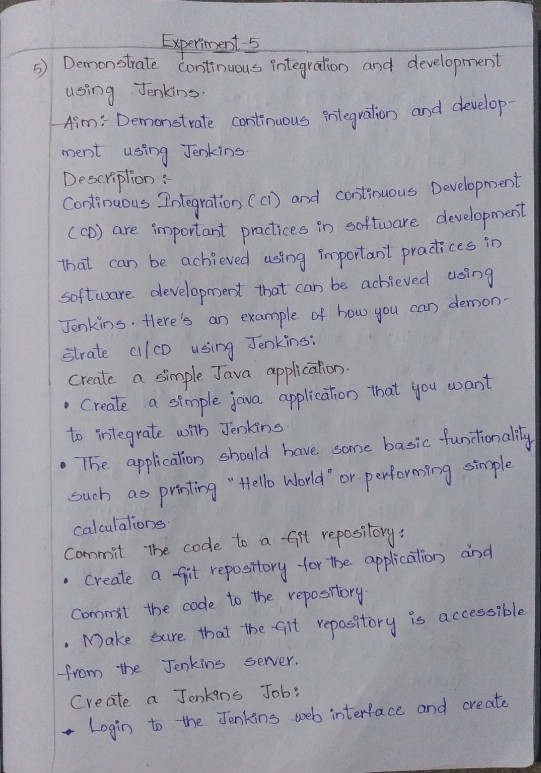 Experiment-5
5) Demonstrate continuous integration and development
using Jenkins.
Aim:- Demonstrate continuous integration and develop-
ment using Jenkins.
Description :-
Continuous Integration (CI) and continuous Development
(CD) are important practices in software development
that can be achieved using important practices in
software development that can be achieved using
Jenkins. Here's an example of how you can demon-
strate CI/CD using Jenkins:
Create a simple Java application.
• Create a simple java application that you want
to integrate with Jenkins.
• The application should have some basic functionality
such as printing "Hello World" or performing simple
calculations.
Commit the code to a Git repository:
• Create a Git repository for the application and
Commit the code to the repository.
• Make sure that the Git repository is accessible
from the Jenkins server.
Create a Jenkins Job:
• Login to the Jenkins web interface and create